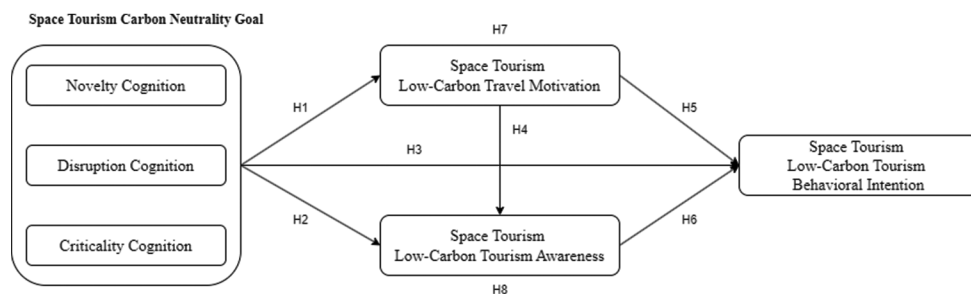 Space Tourism Carbon Neutrality Goal
H7
Novelty Cognition
Space Tourism
Low-Carbon Travel Motivation
H1
H5
H4
H3
Disruption Cognition
Space Tourism
Low-Carbon Tourism
Behavioral Intention
H2
H6
Criticality Cognition
Space Tourism
Low-Carbon Tourism Awareness
H8